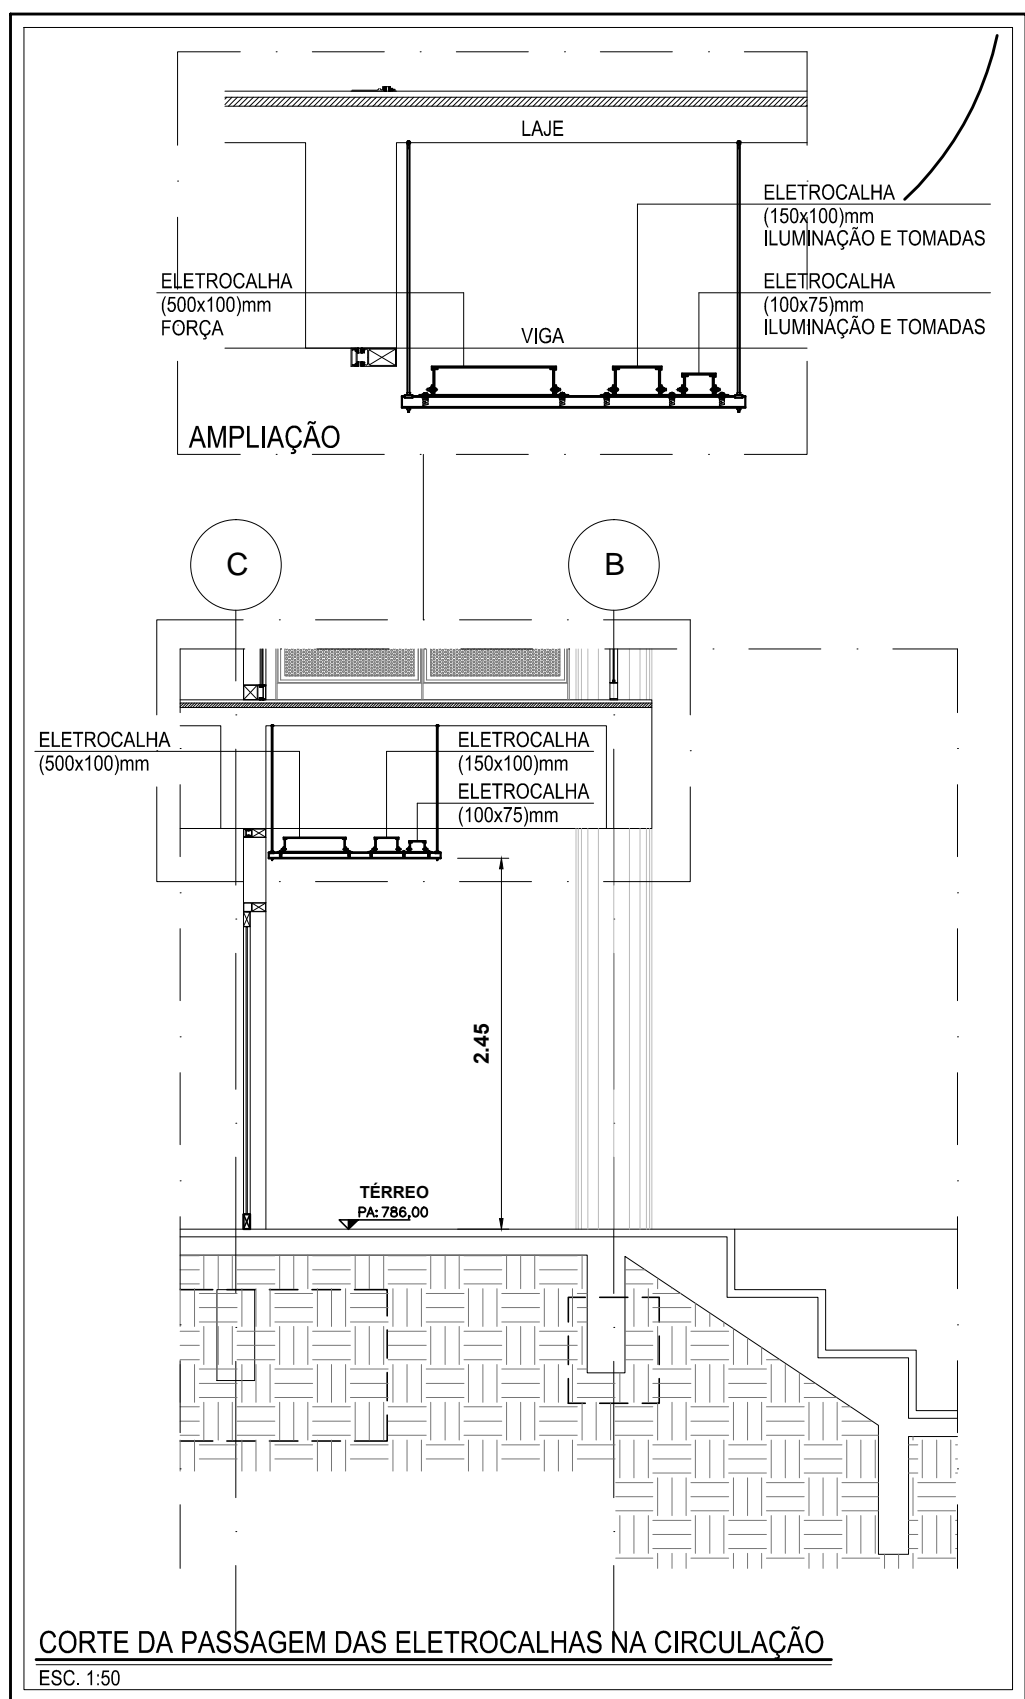 LAJE
ELETROCALHA
(150x100)mm
ILUMINAÇÃO E TOMADAS
ELETROCALHA
(500x100)mm
FORÇA
ELETROCALHA
(100x75)mm
ILUMINAÇÃO E TOMADAS
VIGA
AMPLIAÇÃO
C
B
ELETROCALHA
(500x100)mm
ELETROCALHA
(150x100)mm
ELETROCALHA
(100x75)mm
2.45
TÉRREO
PA: 786,00
CORTE DA PASSAGEM DAS ELETROCALHAS NA CIRCULAÇÃO
ESC. 1:50